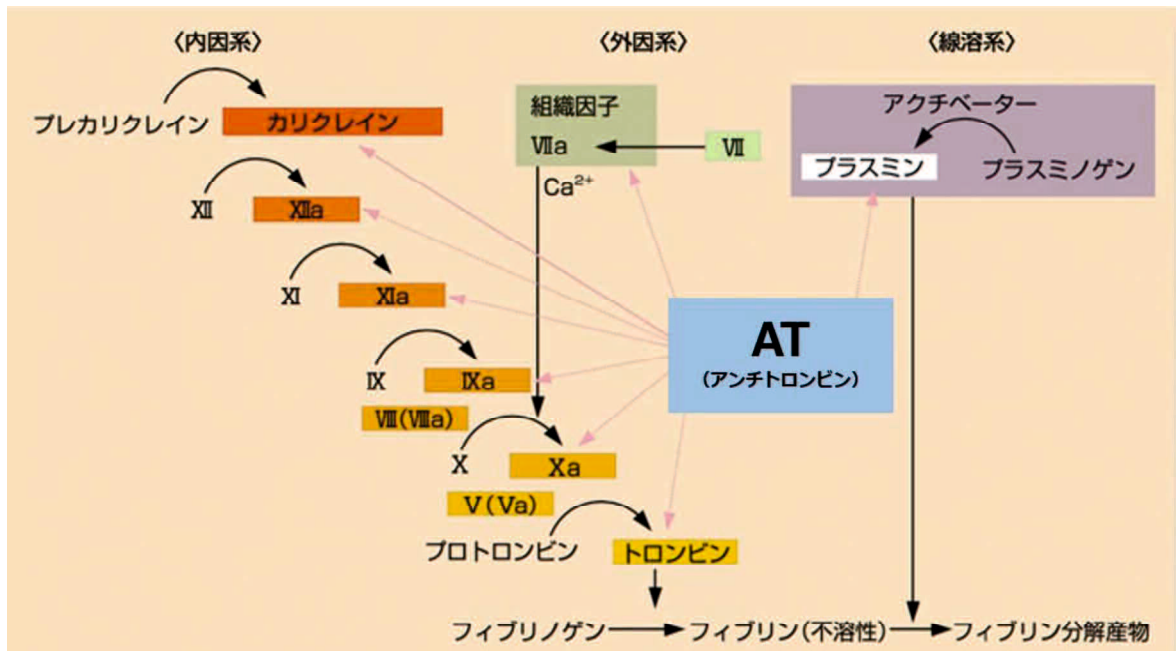 〈内因系〉
〈外因系〉
〈線溶系〉
プレカリクレイン
カリクレイン
組織因子
Ⅶa
Ⅶ
アクチベーター
プラスミン
プラスミノゲン
Ca²⁺
Ⅻ
Ⅻa
Ⅺ
Ⅺa
AT
(アンチトロンビン)
Ⅸ
Ⅸa
Ⅷ(Ⅷa)
Ⅹ
Ⅹa
Ⅴ(Ⅴa)
プロトロンビン
トロンビン
フィブリノゲン
フィブリン(不溶性)
フィブリン分解産物